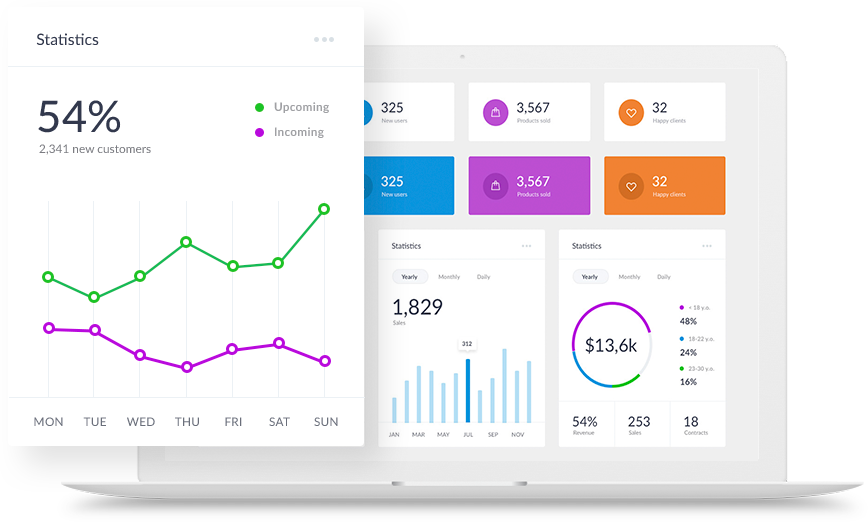 Statistics
54%
2,341 new customers
Upcoming
Incoming
MON TUE WED THU FRI SAT SUN
325
New users
3,567
Products sold
32
Happy clients
325
New users
3,567
Products sold
32
Happy clients
Statistics
Yearly Monthly Daily
1,829
Sales
312
JAN MAR MAY JUL SEP NOV
Statistics
Yearly Monthly Daily
$13,6k
< 18 y.o.
48%
18-22 y.o.
24%
23-30 y.o.
16%
54%
Revenue
253
Sales
18
Contracts